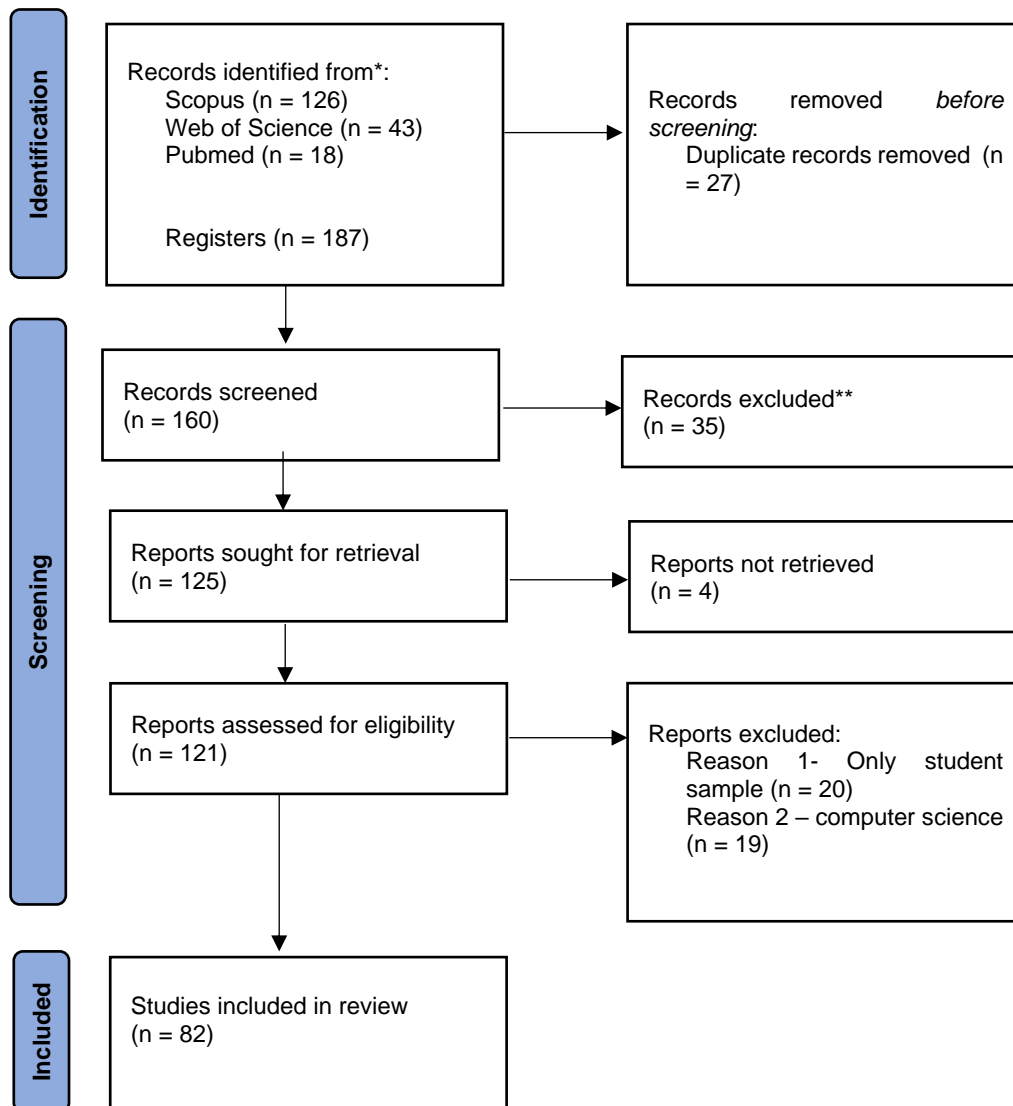 Identification
Records identified from*:
Scopus (n = 126)
Web of Science (n = 43)
Pubmed (n = 18)
Registers (n = 187)
Records removed before
screening:
Duplicate records removed (n
= 27)
Screening
Records screened
(n = 160)
Records excluded**
(n = 35)
Reports sought for retrieval
(n = 125)
Reports not retrieved
(n = 4)
Reports assessed for eligibility
(n = 121)
Reports excluded:
Reason 1- Only student
sample (n = 20)
Reason 2 – computer science
(n = 19)
Included
Studies included in review
(n = 82)